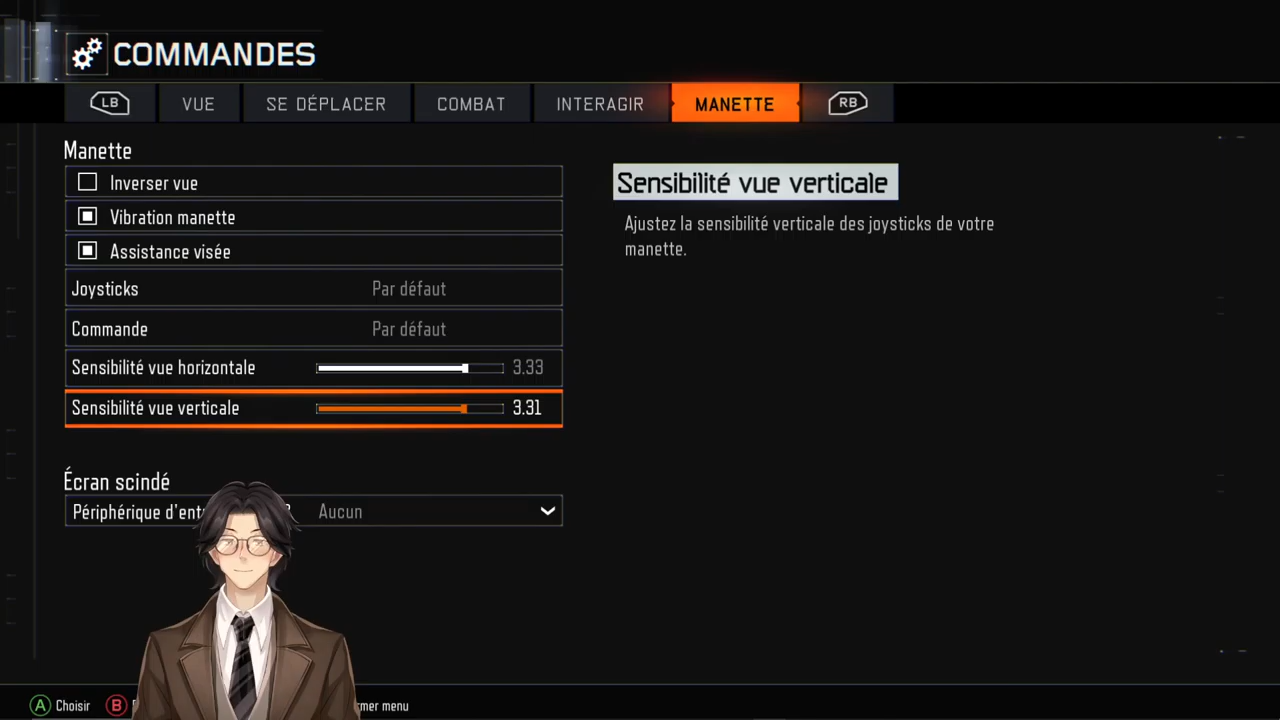 COMMANDES
LB VUE SE DÉPLACER COMBAT INTERAGIR MANETTE RB
Manette
Inverser vue
Vibration manette
Assistance visée
Joysticks Par défaut
Commande Par défaut
Sensibilité vue horizontale 3.33
Sensibilité vue verticale 3.31
Écran scindé
Périphérique Aucun
Sensibilité vue verticale
Ajustez la sensibilité verticale des joysticks de votre
manette.
A Choisir B menu